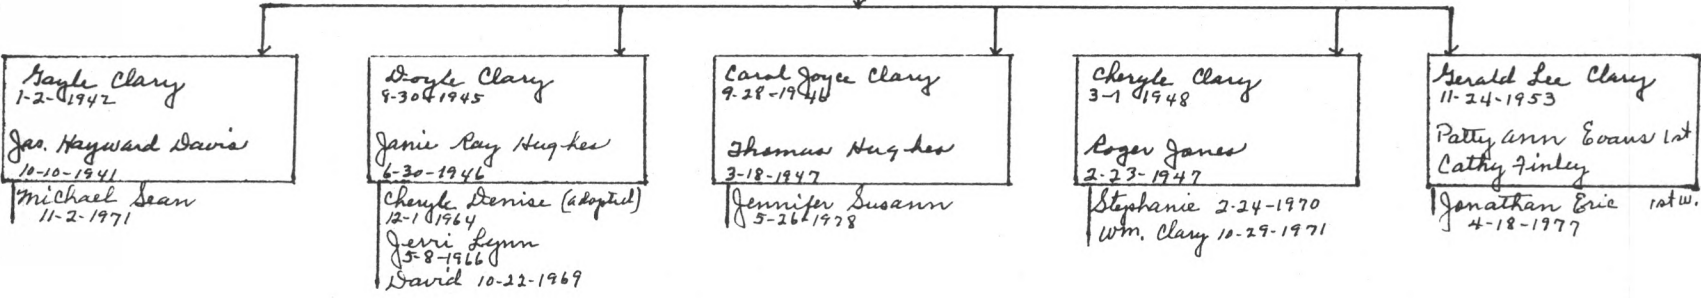 Gayle Clary
1-2-1942
Jas. Hayward Davis
10-10-1941
Michael Sean
11-2-1971
Doyle Clary
9-30-1945
Janie Ray Hughes
6-30-1946
Cheryle Denise (adopted)
12-1-1964
Jerri Lynn
5-8-1966
David 10-22-1969
Carol Joyce Clary
9-28-1946
Thomas Hughes
3-18-1947
Jennifer Susann
5-26-1978
Cheryle Clary
3-1 1948
Roger Jones
2-23-1947
Stephanie 2-24-1970
Wm. Clary 10-29-1971
Gerald Lee Clary
11-24-1953
Patty Ann Evans 1st
Cathy Finley
Jonathan Eric 1st w.
4-18-1977